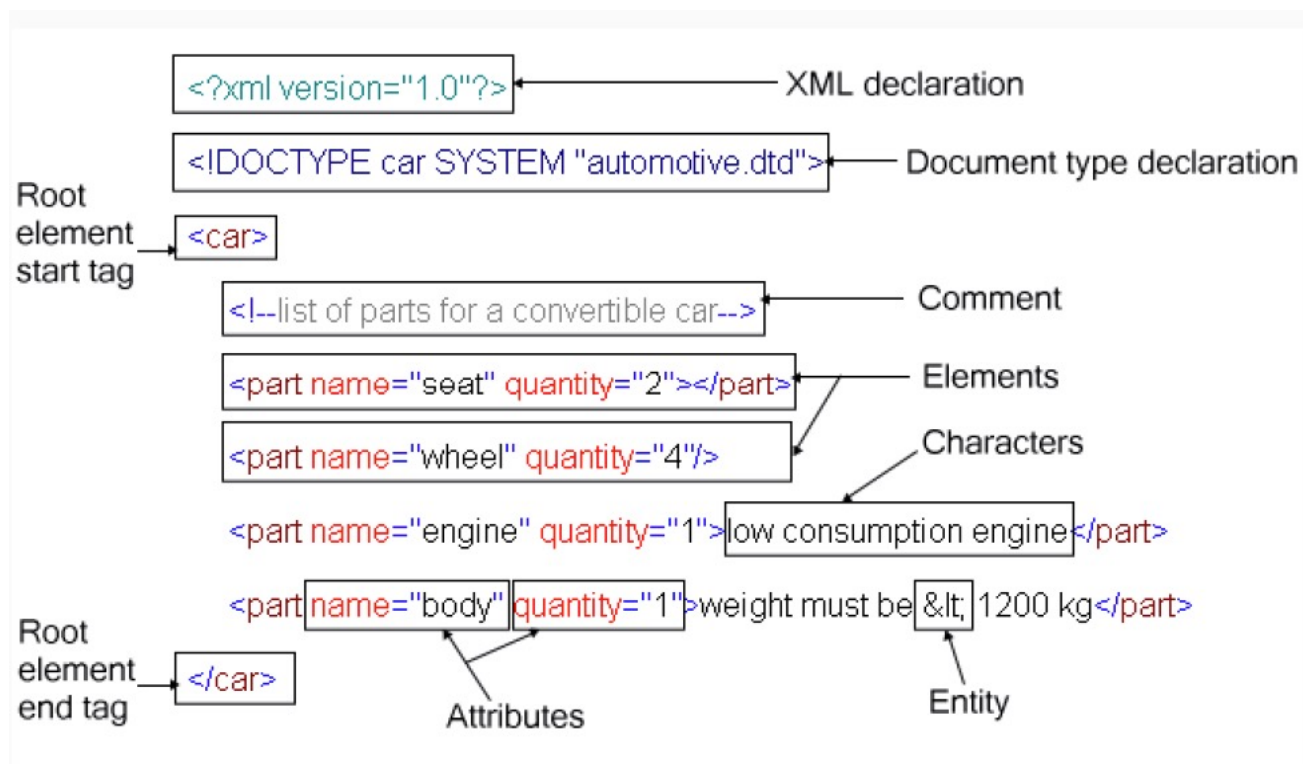 <?xml version="1.0"?>
XML declaration
<!DOCTYPE car SYSTEM "automotive.dtd">
Document type declaration
Root
element
start tag
<car>
<!--list of parts for a convertible car-->
Comment
<part name="seat" quantity="2"></part>
Elements
<part name="wheel" quantity="4"/>
Characters
<part name="engine" quantity="1">low consumption engine</part>
<part name="body" quantity="1">weight must be &lt; 1200 kg</part>
Root
element
end tag
</car>
Attributes
Entity